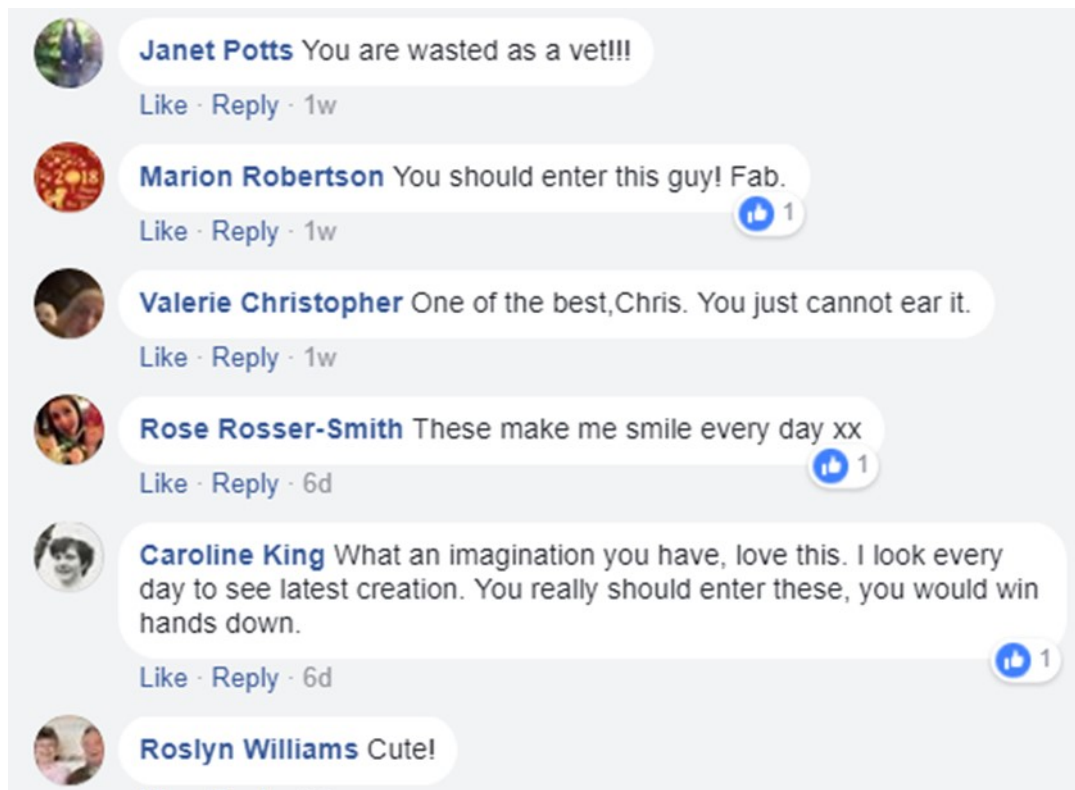 Janet Potts You are wasted as a vet!!!
Like · Reply · 1w
2018
Marion Robertson You should enter this guy! Fab.
1
Like · Reply · 1w
Valerie Christopher One of the best,Chris. You just cannot ear it.
Like · Reply · 1w
Rose Rosser-Smith These make me smile every day xx
1
Like · Reply · 6d
Caroline King What an imagination you have, love this. I look every
day to see latest creation. You really should enter these, you would win
hands down.
1
Like · Reply · 6d
Roslyn Williams Cute!